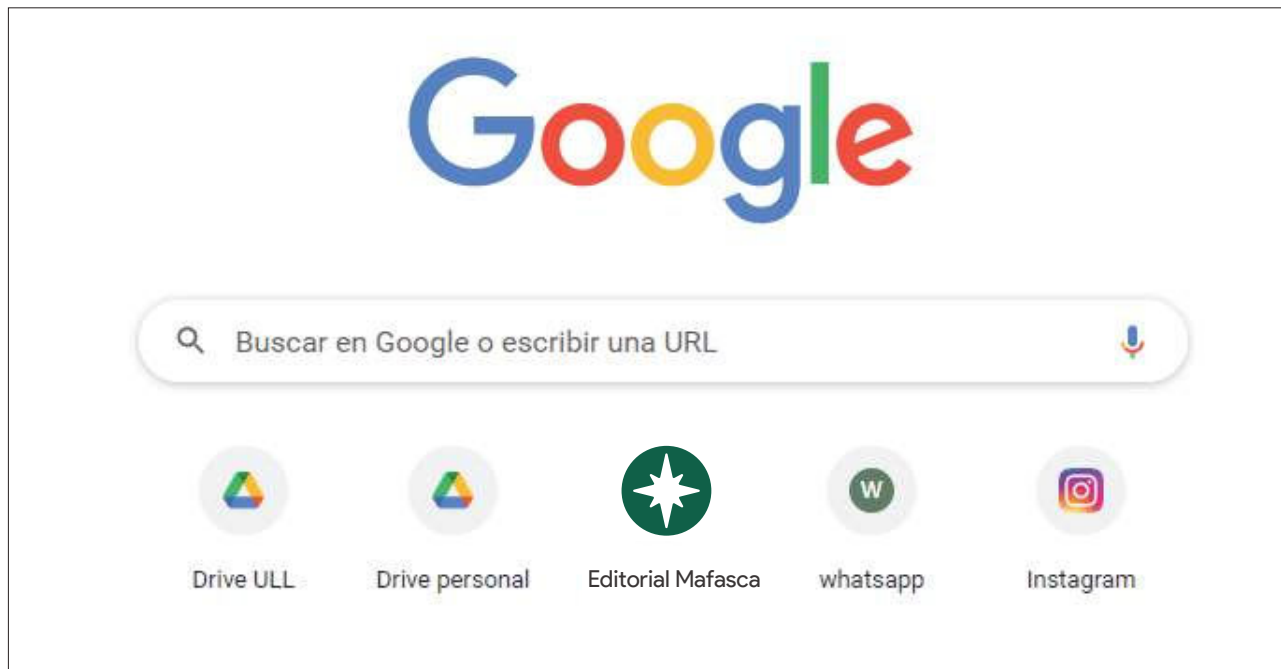 Google
Buscar en Google o escribir una URL
W
Drive ULL
Drive personal
Editorial Mafasca
whatsapp
Instagram